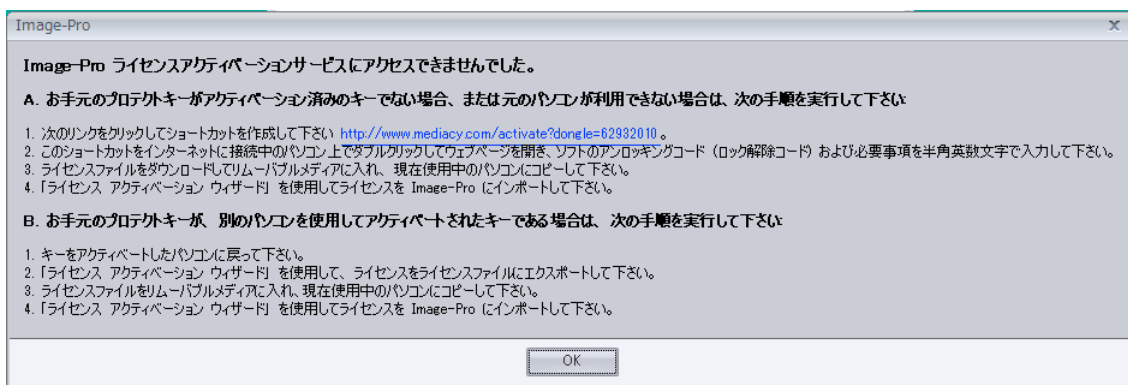 Image-Pro
x
Image-Pro ライセンスアクティベーションサービスにアクセスできませんでした。
A. お手元のプロテクトキーがアクティベーション済みのキーでない場合、または元のパソコンが利用できない場合は、次の手順を実行して下さい:
1. 次のリンクをクリックしてショートカットを作成して下さい http://www.mediacy.com/activate?dongle=62932010 。
2. このショートカットをインターネットに接続中のパソコン上でダブルクリックしてウェブページを開き、ソフトのアンロッキングコード (ロック解除コード) および必要事項を半角英数文字で入力して下さい。
3. ライセンスファイルをダウンロードしてリムーバブルメディアに入れ、現在使用中のパソコンにコピーして下さい。
4. 「ライセンス アクティベーション ウィザード」 を使用してライセンスを Image-Pro にインポートして下さい。
B. お手元のプロテクトキーが、別のパソコンを使用してアクティベートされたキーである場合は、次の手順を実行して下さい:
1. キーをアクティベートしたパソコンに戻って下さい。
2. 「ライセンス アクティベーション ウィザード」 を使用して、ライセンスをライセンスファイルにエクスポートして下さい。
3. ライセンスファイルをリムーバブルメディアに入れ、現在使用中のパソコンにコピーして下さい。
4. 「ライセンス アクティベーション ウィザード」 を使用してライセンスを Image-Pro にインポートして下さい。
OK